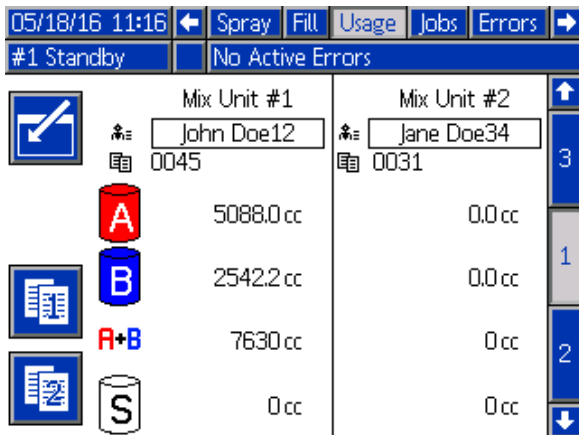 05/18/16 11:16 Spray Fill Usage Jobs Errors
#1 Standby No Active Errors
Mix Unit #1 Mix Unit #2
John Doe12 Jane Doe34
0045 0031
3
A 5088.0 cc 0.0 cc
1
B 2542.2 cc 0.0 cc
1
A+B 7630 cc 0 cc
2
2
S 0 cc 0 cc